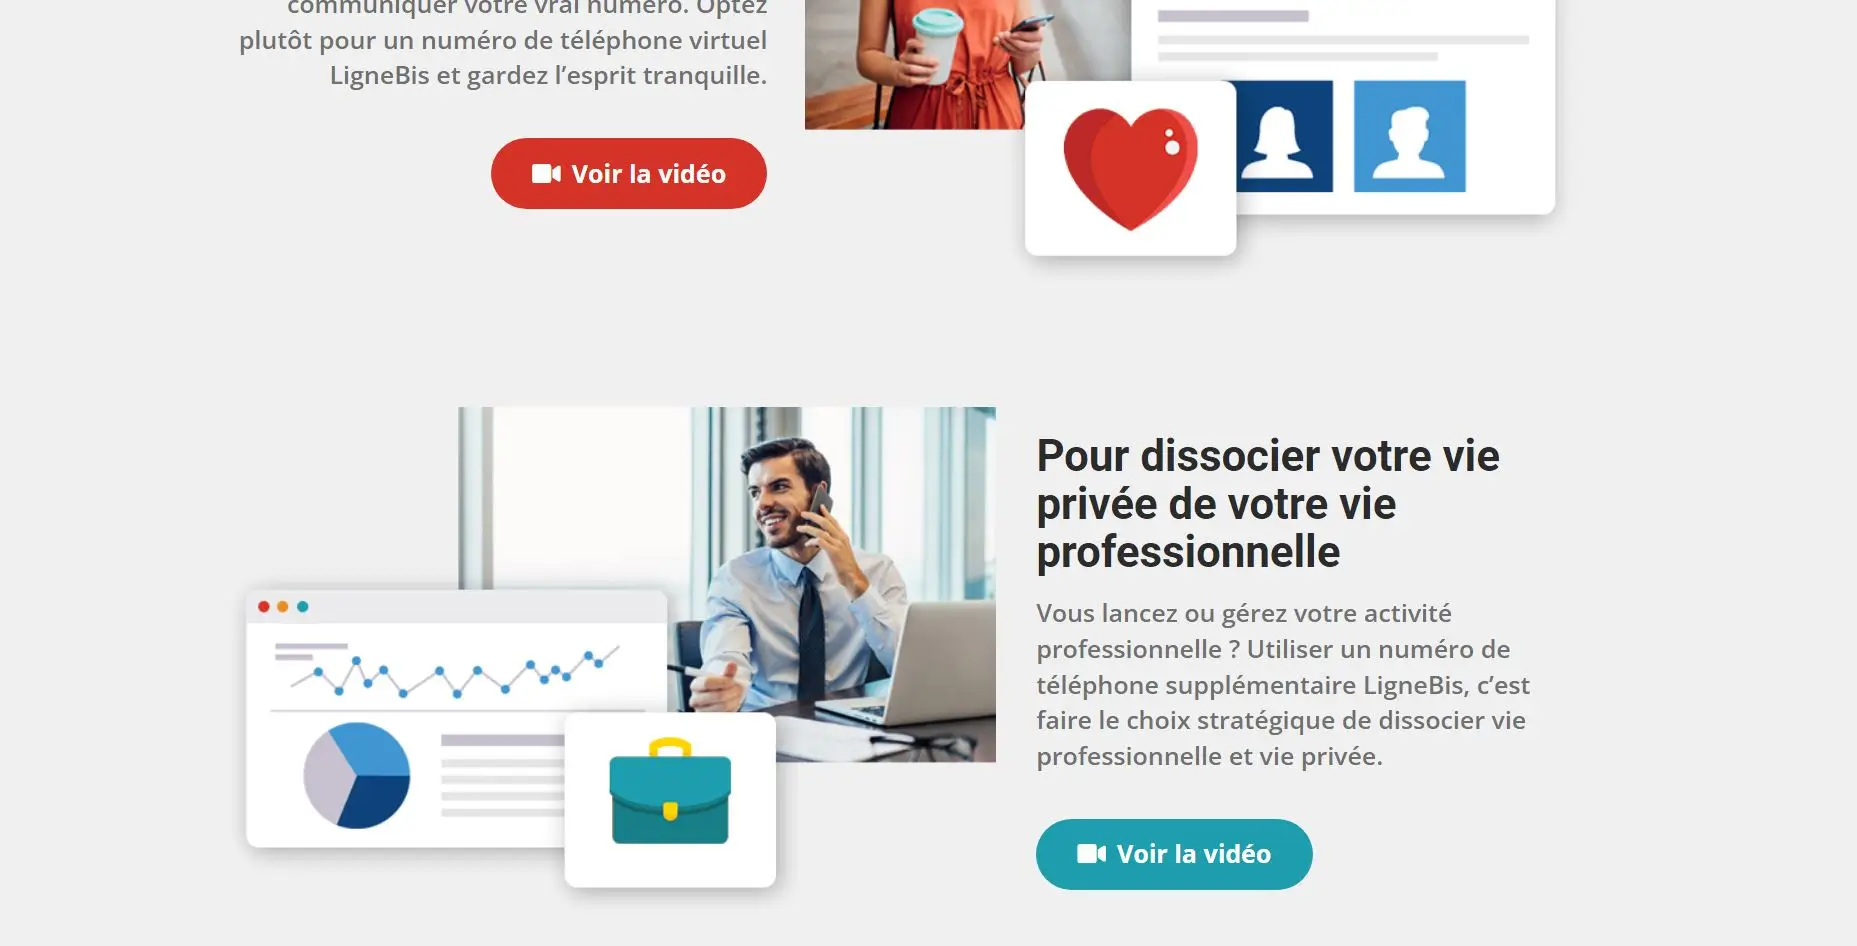 communiquer votre vrai numéro. Optez
plutôt pour un numéro de téléphone virtuel
LigneBis et gardez l’esprit tranquille.
Voir la vidéo
Pour dissocier votre vie
privée de votre vie
professionnelle
Vous lancez ou gérez votre activité
professionnelle ? Utiliser un numéro de
téléphone supplémentaire LigneBis, c’est
faire le choix stratégique de dissocier vie
professionnelle et vie privée.
Voir la vidéo